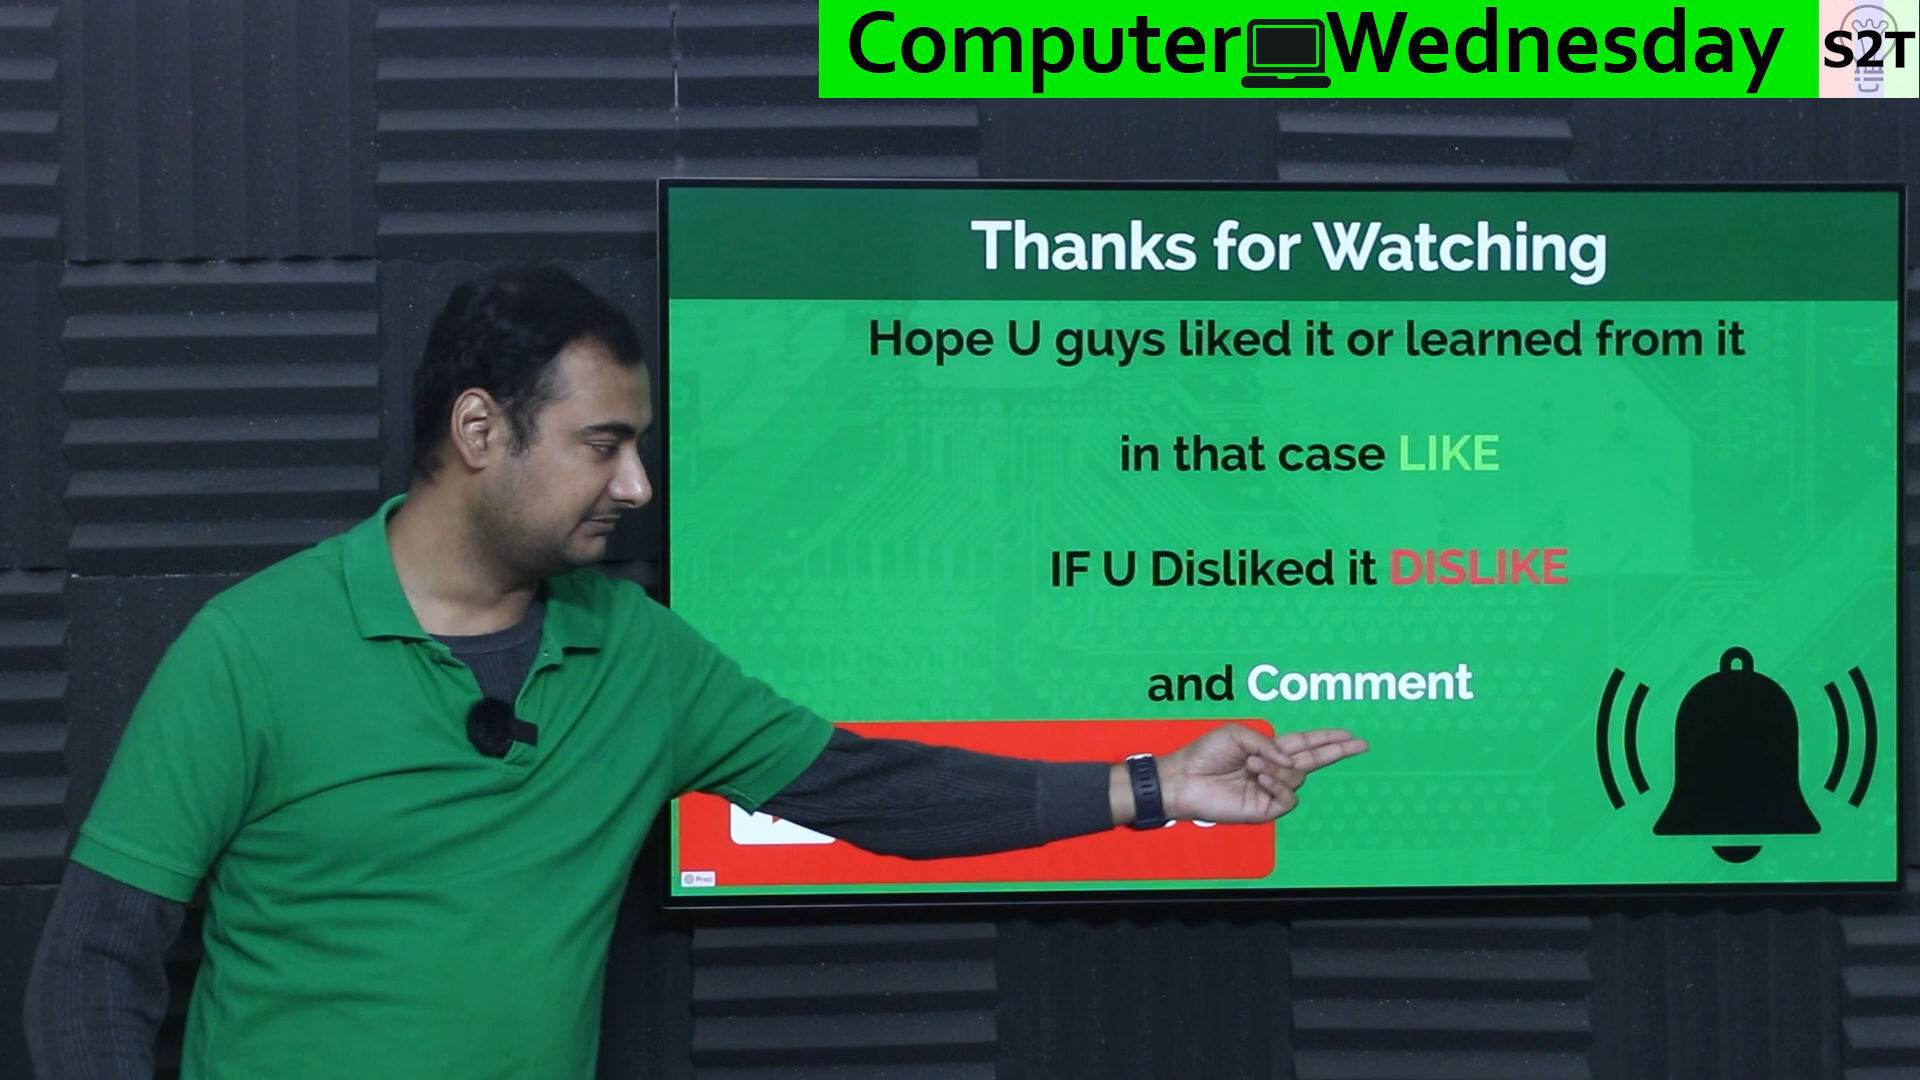 Computer Wednesday
S2T
Thanks for Watching
Hope U guys liked it or learned from it
in that case LIKE
IF U Disliked it DISLIKE
and Comment
Prezi